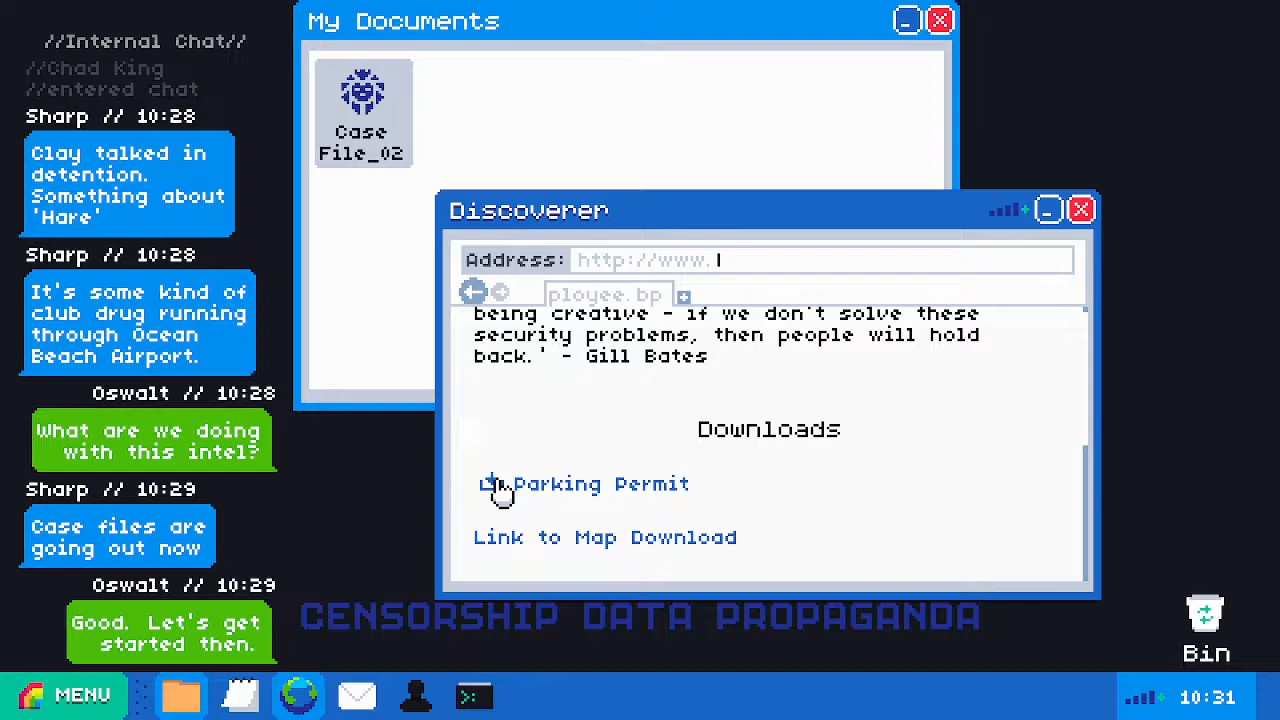 //Internal Chat//
//Chad King
//entered chat
Sharp // 10:28
Clay talked in
detention.
Something about
'Hare'
Sharp // 10:28
It's some kind of
club drug running
through Ocean
Beach Airport.
Oswalt // 10:28
What are we doing
with this intel?
Sharp // 10:29
Case files are
going out now
Oswalt // 10:29
Good. Let's get
started then.
My Documents
Case
File_02
Discoverer
Address: http://www.
ployee.bp
being creative - if we don't solve these
security problems, then people will hold
back.' - Gill Bates
Downloads
Parking Permit
Link to Map Download
CENSORSHIP DATA PROPAGANDA
Bin
MENU
10:31